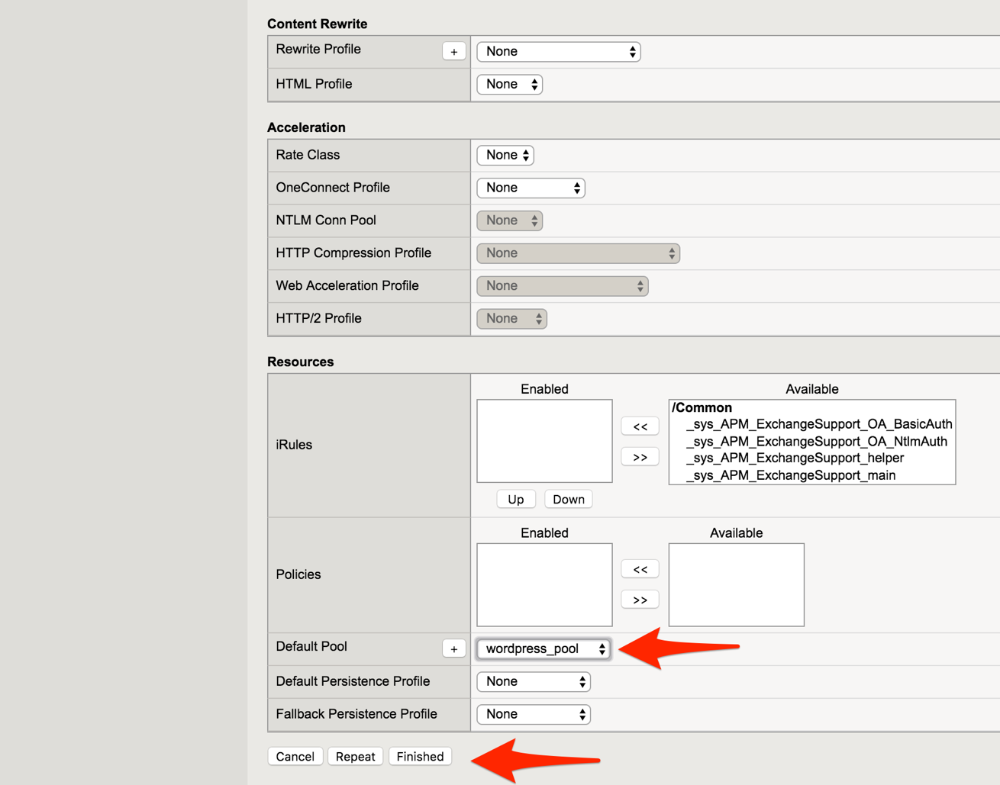 Content Rewrite
Rewrite Profile + None
HTML Profile None
Acceleration
Rate Class None
OneConnect Profile None
NTLM Conn Pool None
HTTP Compression Profile None
Web Acceleration Profile None
HTTP/2 Profile None
Resources
Enabled Available
/Common
_sys_APM_ExchangeSupport_OA_BasicAuth
<< 
_sys_APM_ExchangeSupport_OA_NtlmAuth
iRules
>> _sys_APM_ExchangeSupport_helper
_sys_APM_ExchangeSupport_main
Up Down
Enabled Available
<<
Policies
>>
Default Pool + wordpress_pool
Default Persistence Profile None
Fallback Persistence Profile None
Cancel Repeat Finished